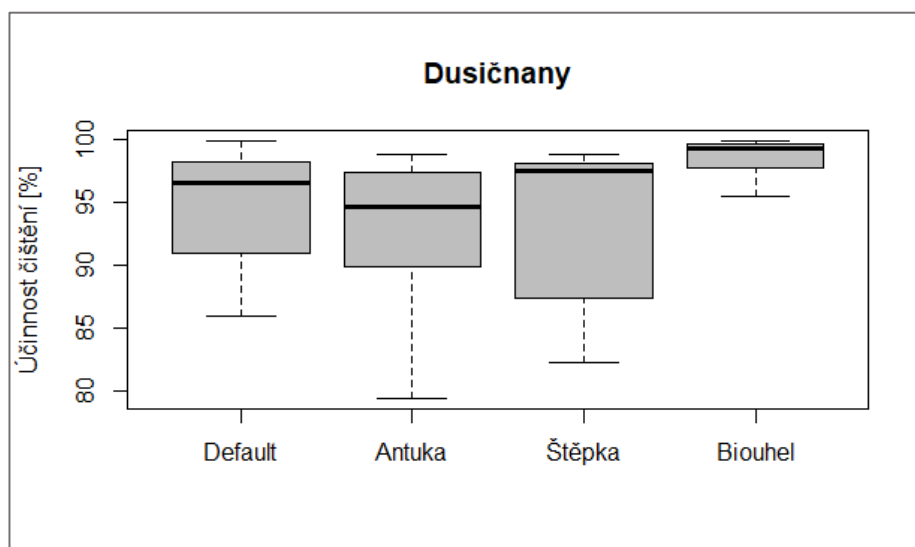 Dusičnany
Účinnost čištění [%]
100
95
90
85
80
Default Antuka Štěpka Biouhel